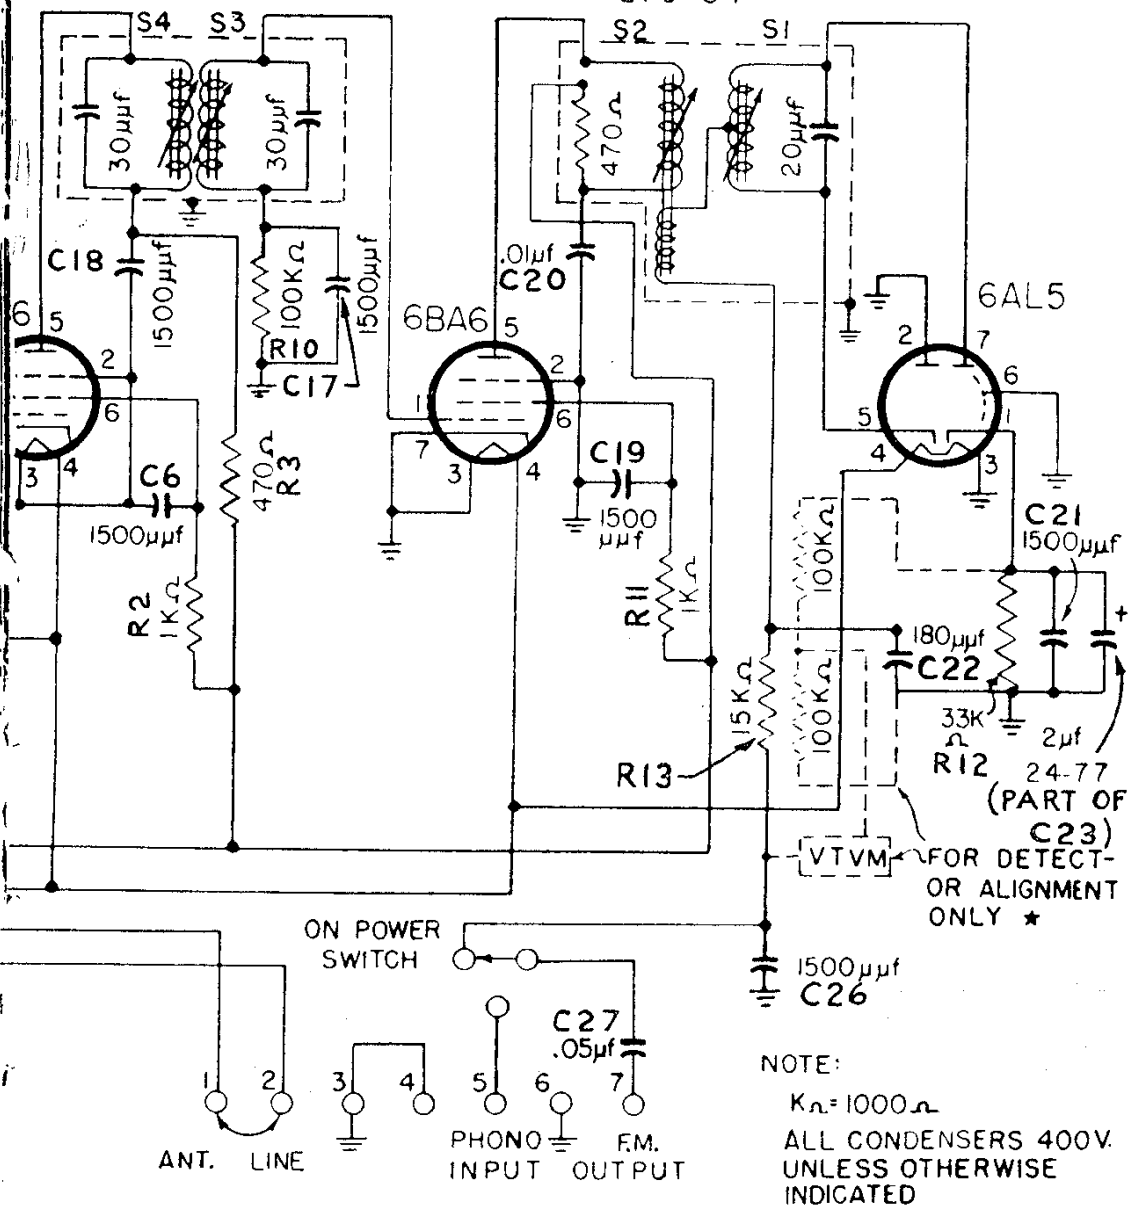 S4 S3
S2 S1
30μμf
30μμf
470Ω
20μμf
C18
1500μμf
100KΩ
R10
1500μμf
C17
.01μf
C20
6BA6
6AL5
6 5
2
6
3 4
5
2
1
6
7
3 4
2 7
6
5 1
4 3
C6
1500μμf
470Ω
R3
C19
1500
μμf
R2
1KΩ
R11
1KΩ
100KΩ
C21
1500μμf
180μμf
C22
15KΩ
100KΩ
R13
33K
Ω
R12
+
2μf
24-77
(PART OF
C23)
VTVM
FOR DETECT-
OR ALIGNMENT
ONLY ★
ON POWER
SWITCH
1500μμf
C26
C27
.05μf
1 2 3 4 5 6 7
ANT. LINE
PHONO
INPUT
F.M.
OUTPUT
NOTE:
KΩ=1000Ω
ALL CONDENSERS 400V.
UNLESS OTHERWISE
INDICATED